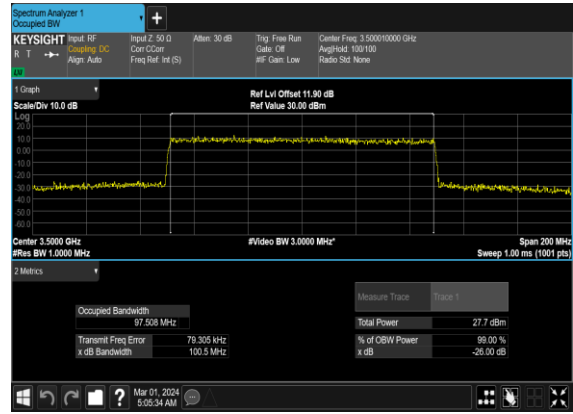 Spectrum Analyzer 1
Occupied BW
+
KEYSIGHT Input: RF Input Z: 50 Ω Atten: 30 dB Trig: Free Run Center Freq: 3.500010000 GHz
R T Coupling: DC Corr CCorr Gate: Off Avg|Hold: 100/100
Align: Auto Freq Ref: Int (S) #IF Gain: Low Radio Std: None
LW
1 Graph Ref Lvl Offset 11.90 dB
Scale/Div 10.0 dB Ref Value 30.00 dBm
Log
20.0
10.0
0.00
-10.0
-20.0
-30.0
-40.0
-50.0
-60.0
Center 3.5000 GHz #Video BW 3.0000 MHz* Span 200 MHz
#Res BW 1.0000 MHz Sweep 1.00 ms (1001 pts)
2 Metrics
Measure Trace Trace 1
Occupied Bandwidth
97.508 MHz Total Power 27.7 dBm
Transmit Freq Error 79.305 kHz % of OBW Power 99.00 %
x dB Bandwidth 100.5 MHz x dB -26.00 dB
? Mar 01, 2024
5:05:34 AM